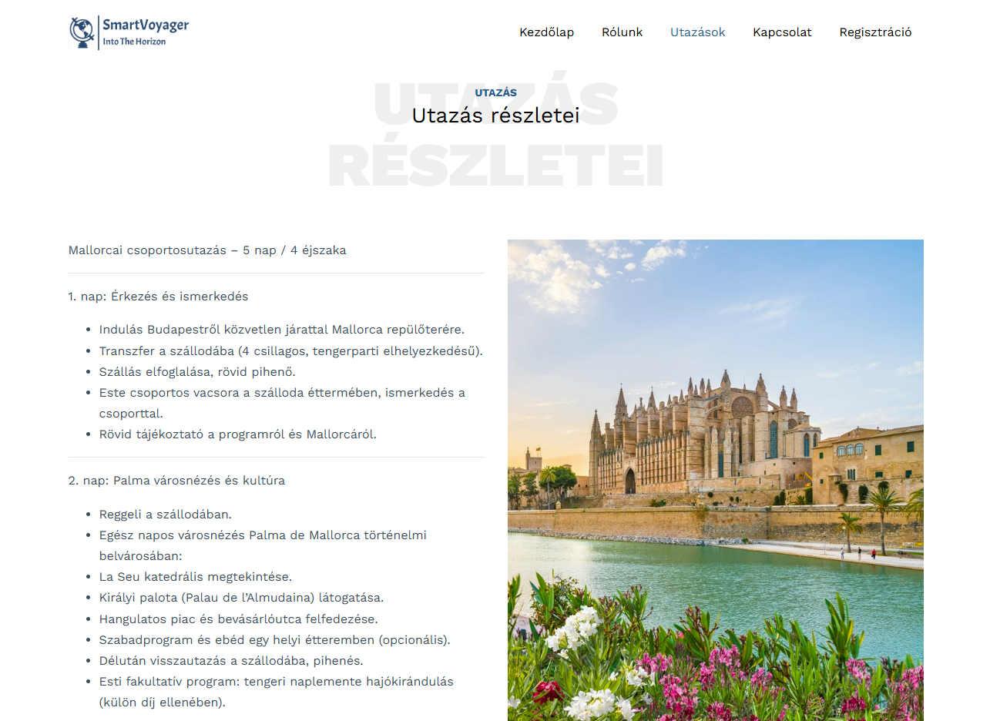 SmartVoyager
Into The Horizon
Kezdőlap
Rólunk
Utazások
Kapcsolat
Regisztráció
UTAZÁS
RÉSZLETEI
UTAZÁS
Utazás részletei
Mallorcai csoportosutazás – 5 nap / 4 éjszaka
1. nap: Érkezés és ismerkedés
• Indulás Budapestről közvetlen járattal Mallorca repülőterére.
• Transzfer a szállodába (4 csillagos, tengerparti elhelyezkedésű).
• Szállás elfoglalása, rövid pihenő.
• Este csoportos vacsora a szálloda éttermében, ismerkedés a
csoporttal.
• Rövid tájékoztató a programról és Mallorcáról.
2. nap: Palma városnézés és kultúra
• Reggeli a szállodában.
• Egész napos városnézés Palma de Mallorca történelmi
belvárosában:
• La Seu katedrális megtekintése.
• Királyi palota (Palau de l’Almudaina) látogatása.
• Hangulatos piac és bevásárlóutca felfedezése.
• Szabadprogram és ebéd egy helyi étteremben (opcionális).
• Délután visszautazás a szállodába, pihenés.
• Esti fakultatív program: tengeri naplemente hajókirándulás
(külön díj ellenében).